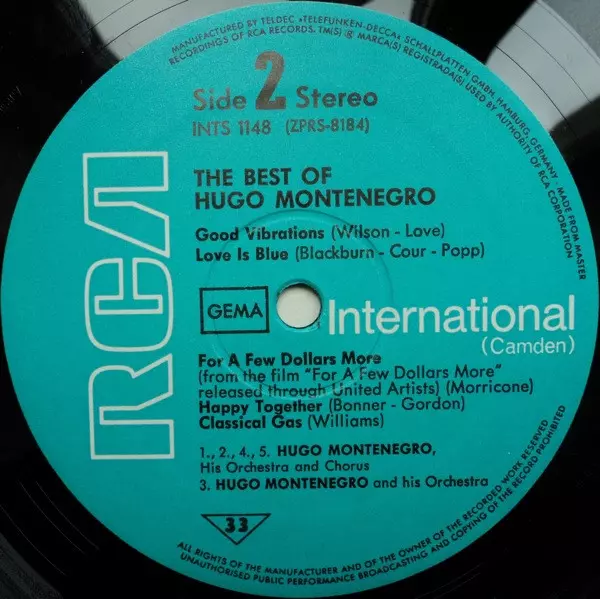 MANUFACTURED BY TELDEC »TELEFUNKEN-DECCA« SCHALLPLATTEN GMBH, HAMBURG, GERMANY · MADE FROM MASTER
RECORDINGS OF RCA RECORDS. TM(S) ® MARCA(S) REGISTRADA(S) USED BY AUTHORITY OF RCA CORPORATION
Side 2 Stereo
INTS 1148 (ZPRS-8184)
THE BEST OF
HUGO MONTENEGRO
Good Vibrations (Wilson - Love)
Love Is Blue (Blackburn - Cour - Popp)
RCA
GEMA
International
(Camden)
For A Few Dollars More
(from the film "For A Few Dollars More"
released through United Artists) (Morricone)
Happy Together (Bonner - Gordon)
Classical Gas (Williams)
1., 2., 4., 5. HUGO MONTENEGRO,
His Orchestra and Chorus
3. HUGO MONTENEGRO and his Orchestra
33
ALL RIGHTS OF THE MANUFACTURER AND OF THE OWNER OF THE RECORDED WORK RESERVED
UNAUTHORISED PUBLIC PERFORMANCE BROADCASTING AND COPYING OF THE RECORD PROHIBITED